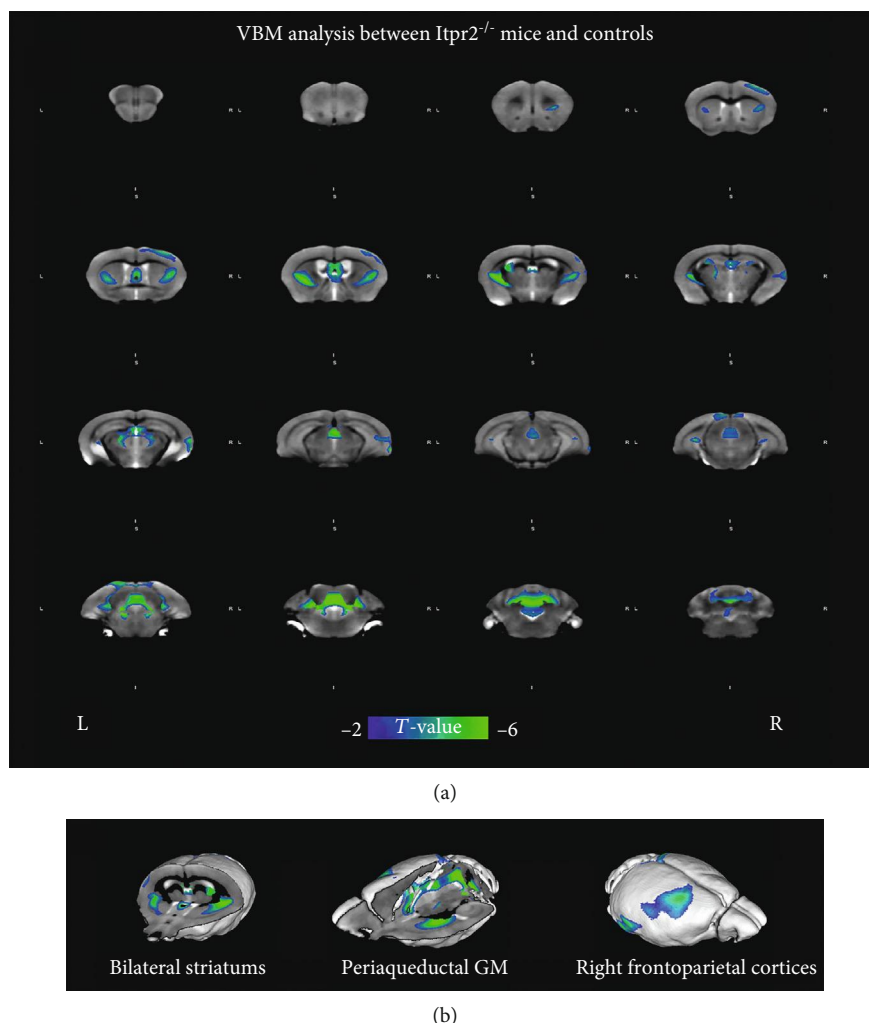 VBM analysis between Itpr2-/- mice and controls
L R L R L R L R
I I I I
S S S S
L R L R L R L R
I I I I
S S S S
L R L R L R L R
I I I I
S S S S
L R L R L R L R
I I I I
L –2 T-value –6 R
(a)
Bilateral striatums Periaqueductal GM Right frontoparietal cortices
(b)